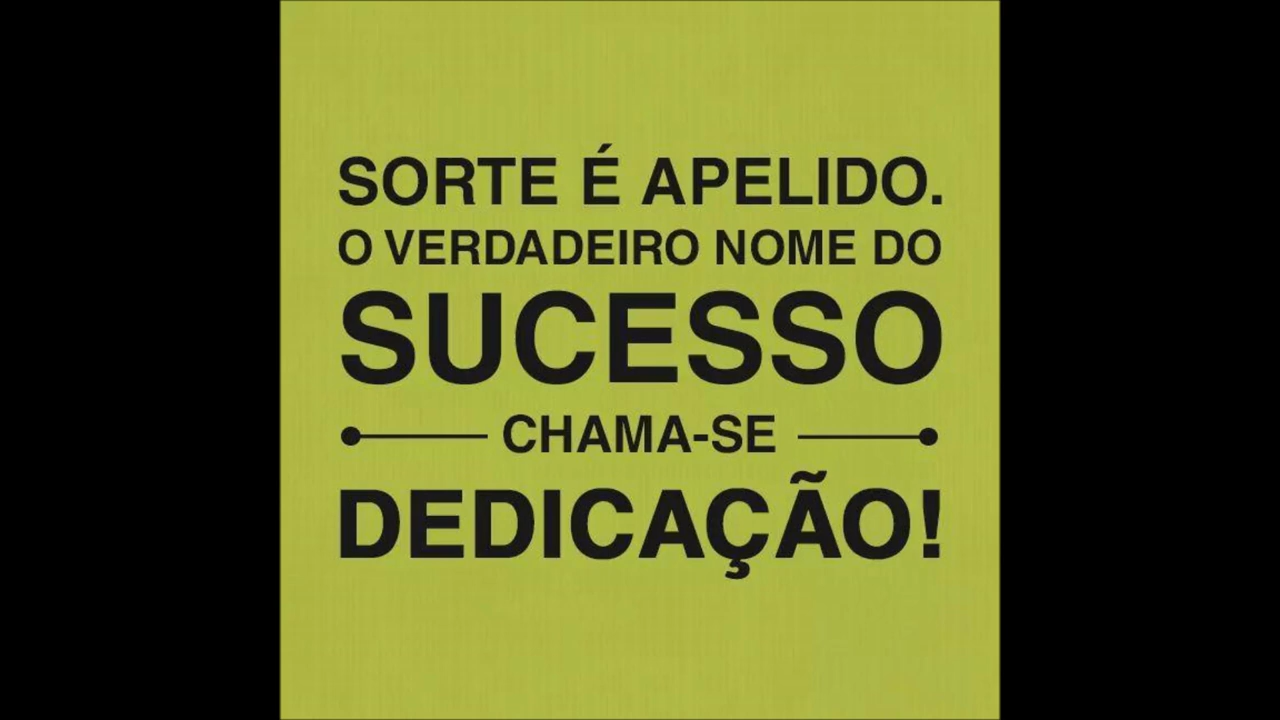 SORTE É APELIDO.
O VERDADEIRO NOME DO
SUCESSO
CHAMA-SE
DEDICAÇÃO!